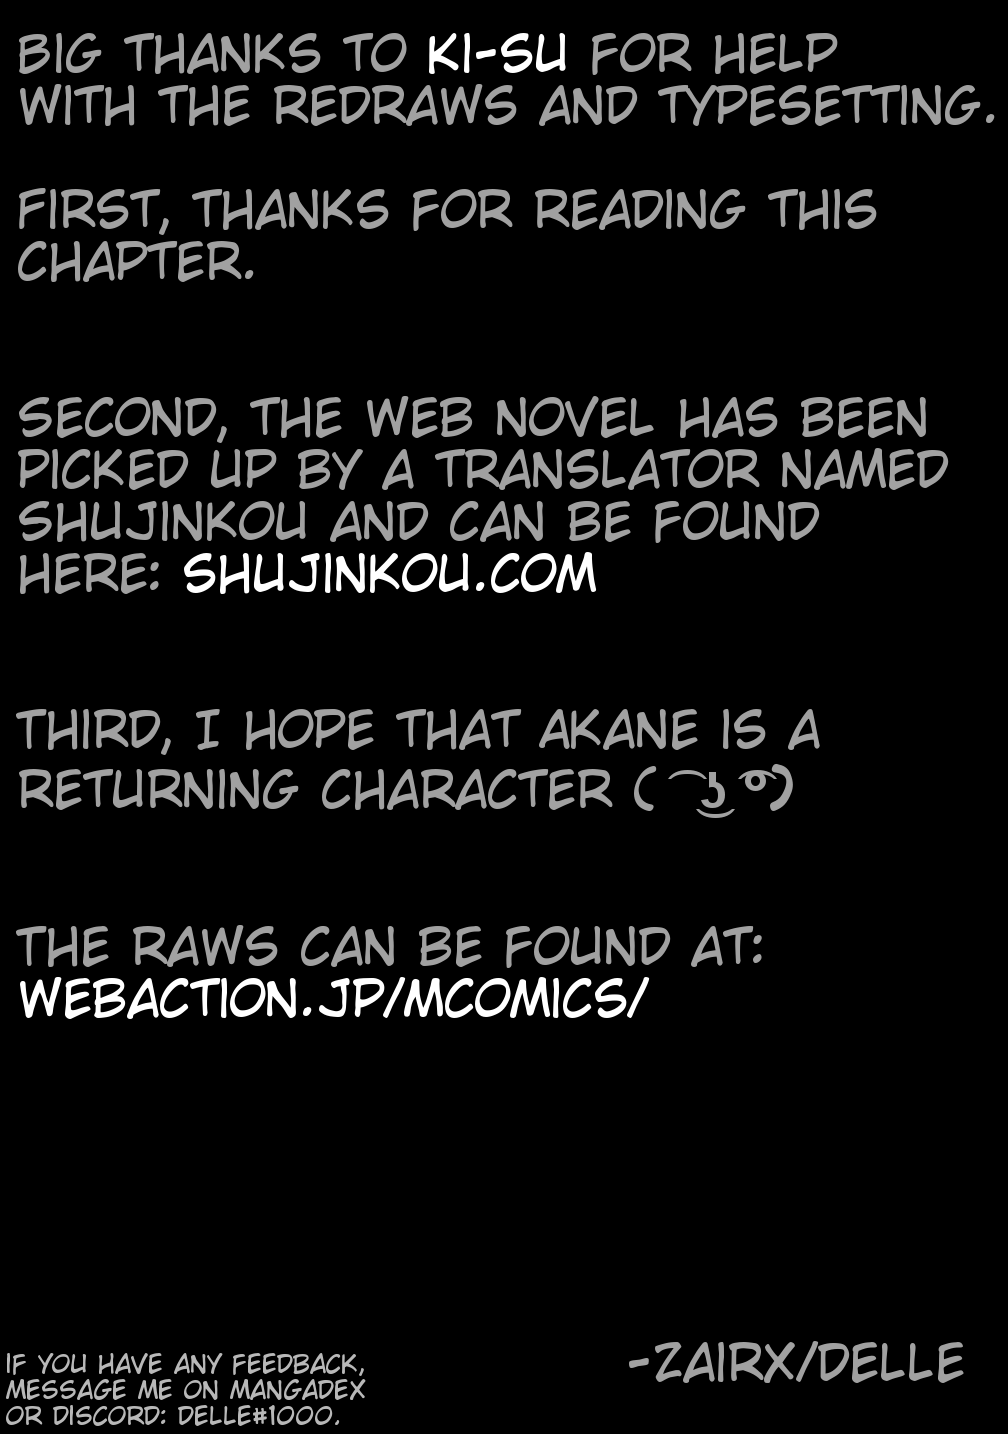 BIG THANKS TO KI-SU FOR HELP
WITH THE REDRAWS AND TYPESETTING.
FIRST, THANKS FOR READING THIS
CHAPTER.
SECOND, THE WEB NOVEL HAS BEEN
PICKED UP BY A TRANSLATOR NAMED
SHUJINKOU AND CAN BE FOUND
HERE: SHUJINKOU.COM
THIRD, I HOPE THAT AKANE IS A
RETURNING CHARACTER ( ͡ ͜ʖ ͡°)
THE RAWS CAN BE FOUND AT:
WEBACTION.JP/MCOMICS/
-ZAIRX/DELLE
IF YOU HAVE ANY FEEDBACK,
MESSAGE ME ON MANGADEX
OR DISCORD: DELLE#1000.